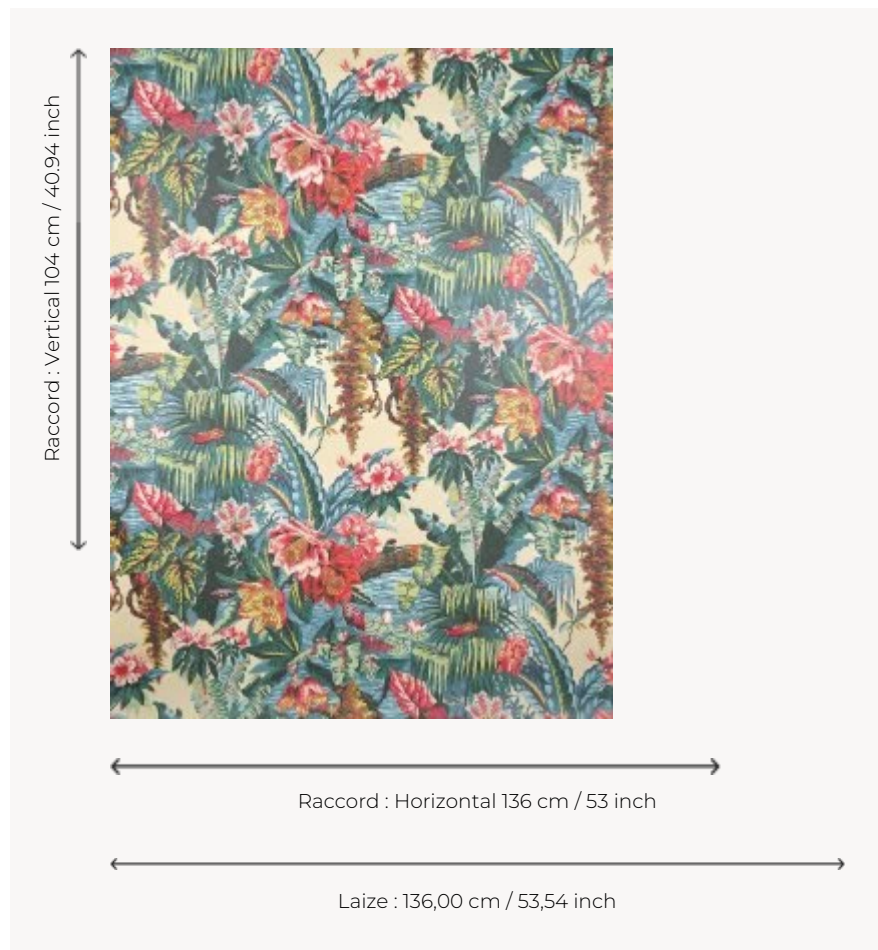 Raccord : Vertical 104 cm / 40.94 inch
Raccord : Horizontal 136 cm / 53 inch
Laize : 136,00 cm / 53,54 inch